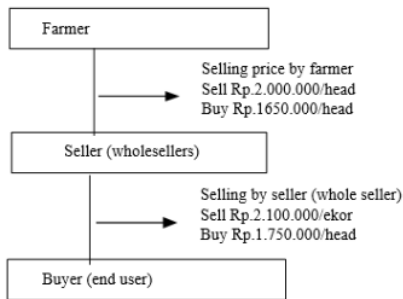 Farmer
Selling price by farmer
Sell Rp.2.000.000/head
Buy Rp.1650.000/head
Seller (wholesellers)
Selling by seller (whole seller)
Sell Rp.2.100.000/ekor
Buy Rp.1.750.000/head
Buyer (end user)